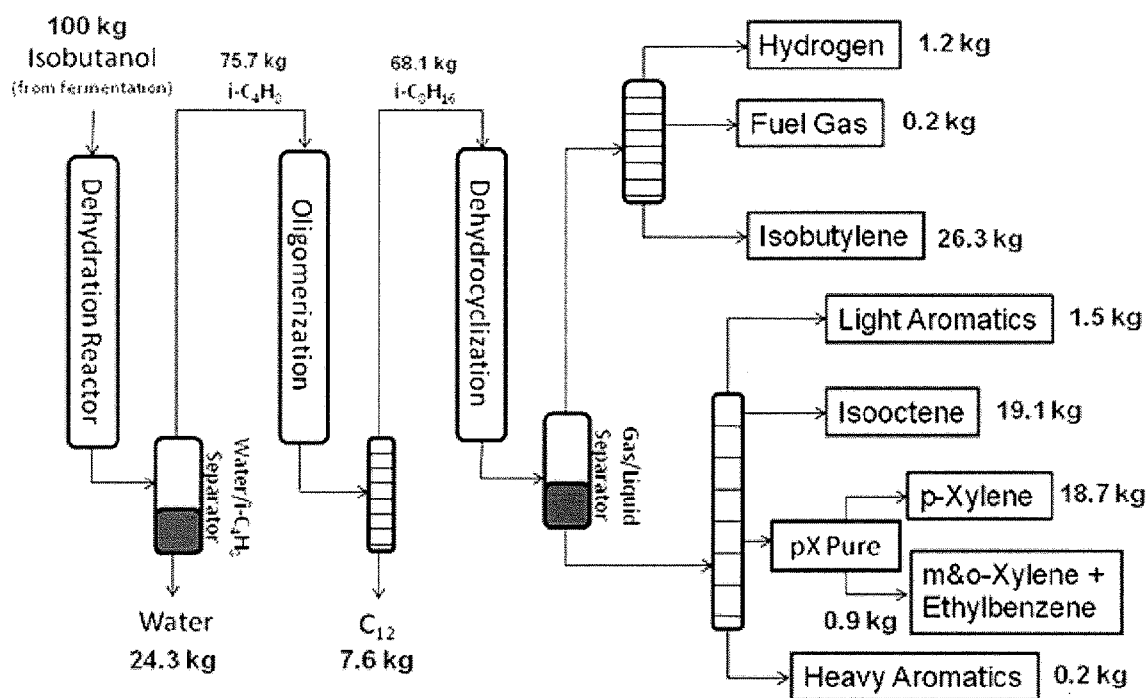 100 kg
Isobutanol
(from fermentation)
75.7 kg
i-C₄H₈
68.1 kg
i-C₈H₁₆
Dehydration Reactor
Oligomerization
Dehydrocyclization
Water/i-C₄H₈
Separator
Gas/Liquid
Separator
Water
24.3 kg
C₁₂
7.6 kg
Hydrogen 1.2 kg
Fuel Gas 0.2 kg
Isobutylene 26.3 kg
Light Aromatics 1.5 kg
Isooctene 19.1 kg
p-Xylene 18.7 kg
pX Pure
m&o-Xylene +
Ethylbenzene
0.9 kg
Heavy Aromatics 0.2 kg